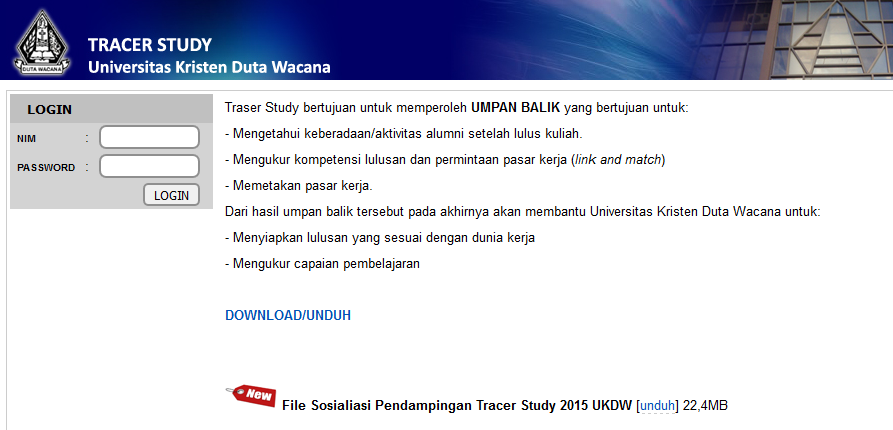 DUTA WACANA
TRACER STUDY
Universitas Kristen Duta Wacana
LOGIN
NIM :
PASSWORD :
LOGIN
Traser Study bertujuan untuk memperoleh UMPAN BALIK yang bertujuan untuk:
- Mengetahui keberadaan/aktivitas alumni setelah lulus kuliah.
- Mengukur kompetensi lulusan dan permintaan pasar kerja (link and match)
- Memetakan pasar kerja.
Dari hasil umpan balik tersebut pada akhirnya akan membantu Universitas Kristen Duta Wacana untuk:
- Menyiapkan lulusan yang sesuai dengan dunia kerja
- Mengukur capaian pembelajaran
DOWNLOAD/UNDUH
New
File Sosialiasi Pendampingan Tracer Study 2015 UKDW [unduh] 22,4MB